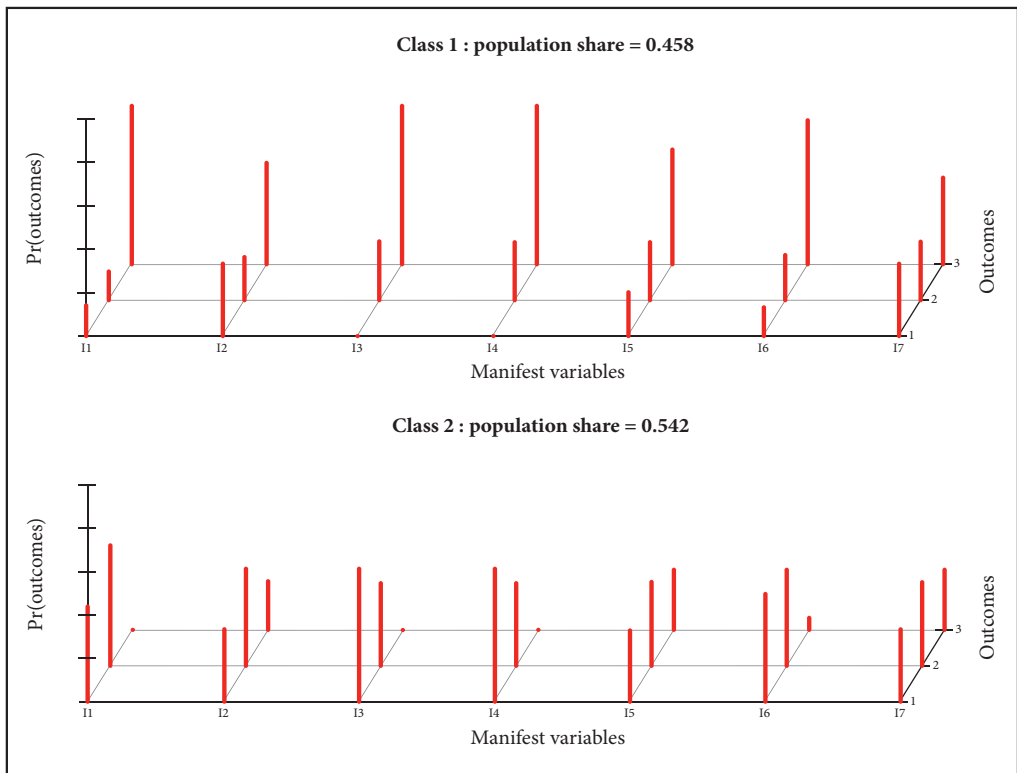 Class 1 : population share = 0.458
Pr(outcomes)
Outcomes
3
2
1
I1 I2 I3 I4 I5 I6 I7
Manifest variables
Class 2 : population share = 0.542
Pr(outcomes)
Outcomes
3
2
1
I1 I2 I3 I4 I5 I6 I7
Manifest variables